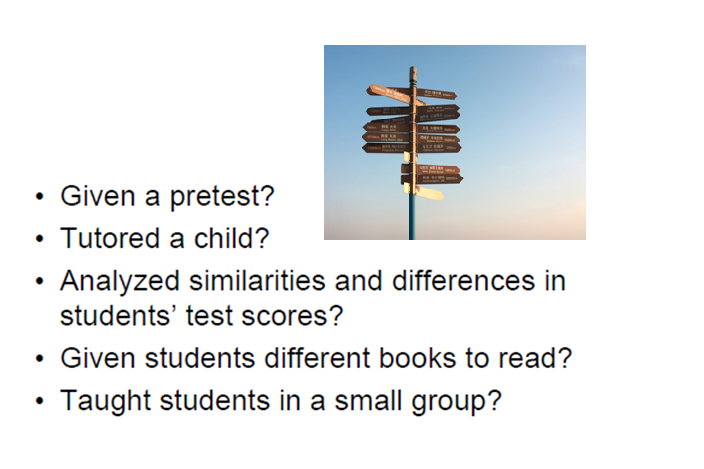 • Given a pretest?
• Tutored a child?
• Analyzed similarities and differences in
students’ test scores?
• Given students different books to read?
• Taught students in a small group?